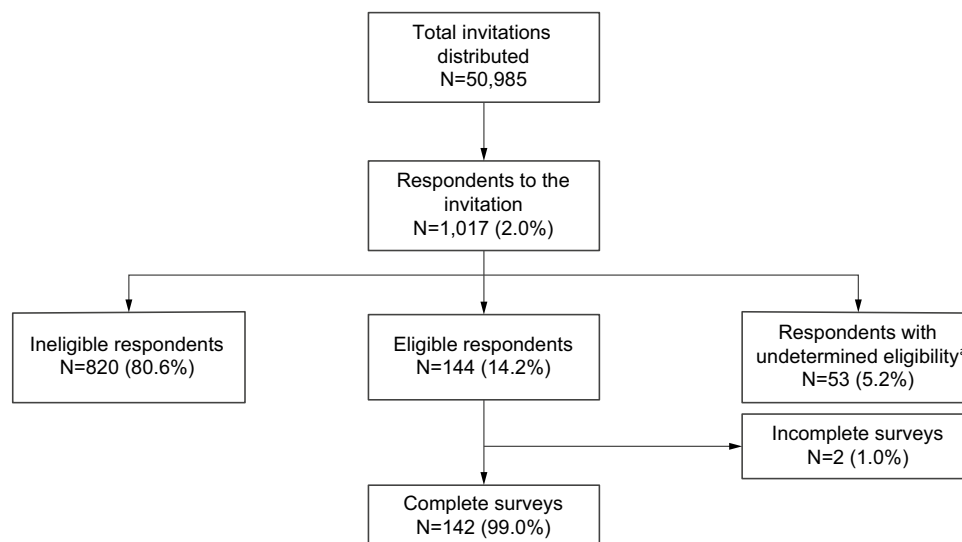 Total invitations
distributed
N=50,985
Respondents to the
invitation
N=1,017 (2.0%)
Ineligible respondents
N=820 (80.6%)
Eligible respondents
N=144 (14.2%)
Respondents with
undetermined eligibility*
N=53 (5.2%)
Incomplete surveys
N=2 (1.0%)
Complete surveys
N=142 (99.0%)